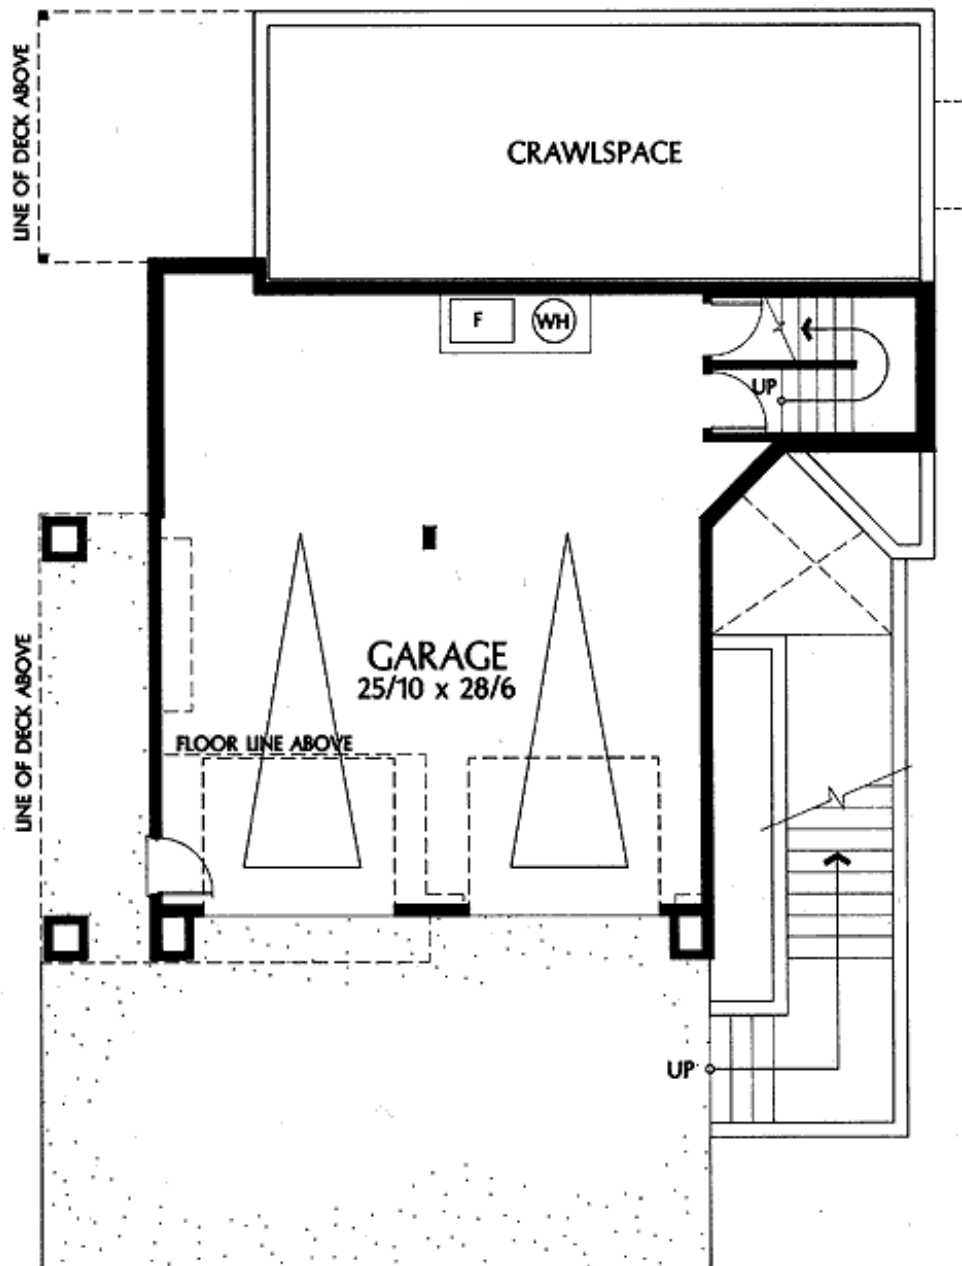 LINE OF DECK ABOVE
CRAWLSPACE
F
WH
UP
GARAGE
25/10 x 28/6
FLOOR LINE ABOVE
LINE OF DECK ABOVE
UP